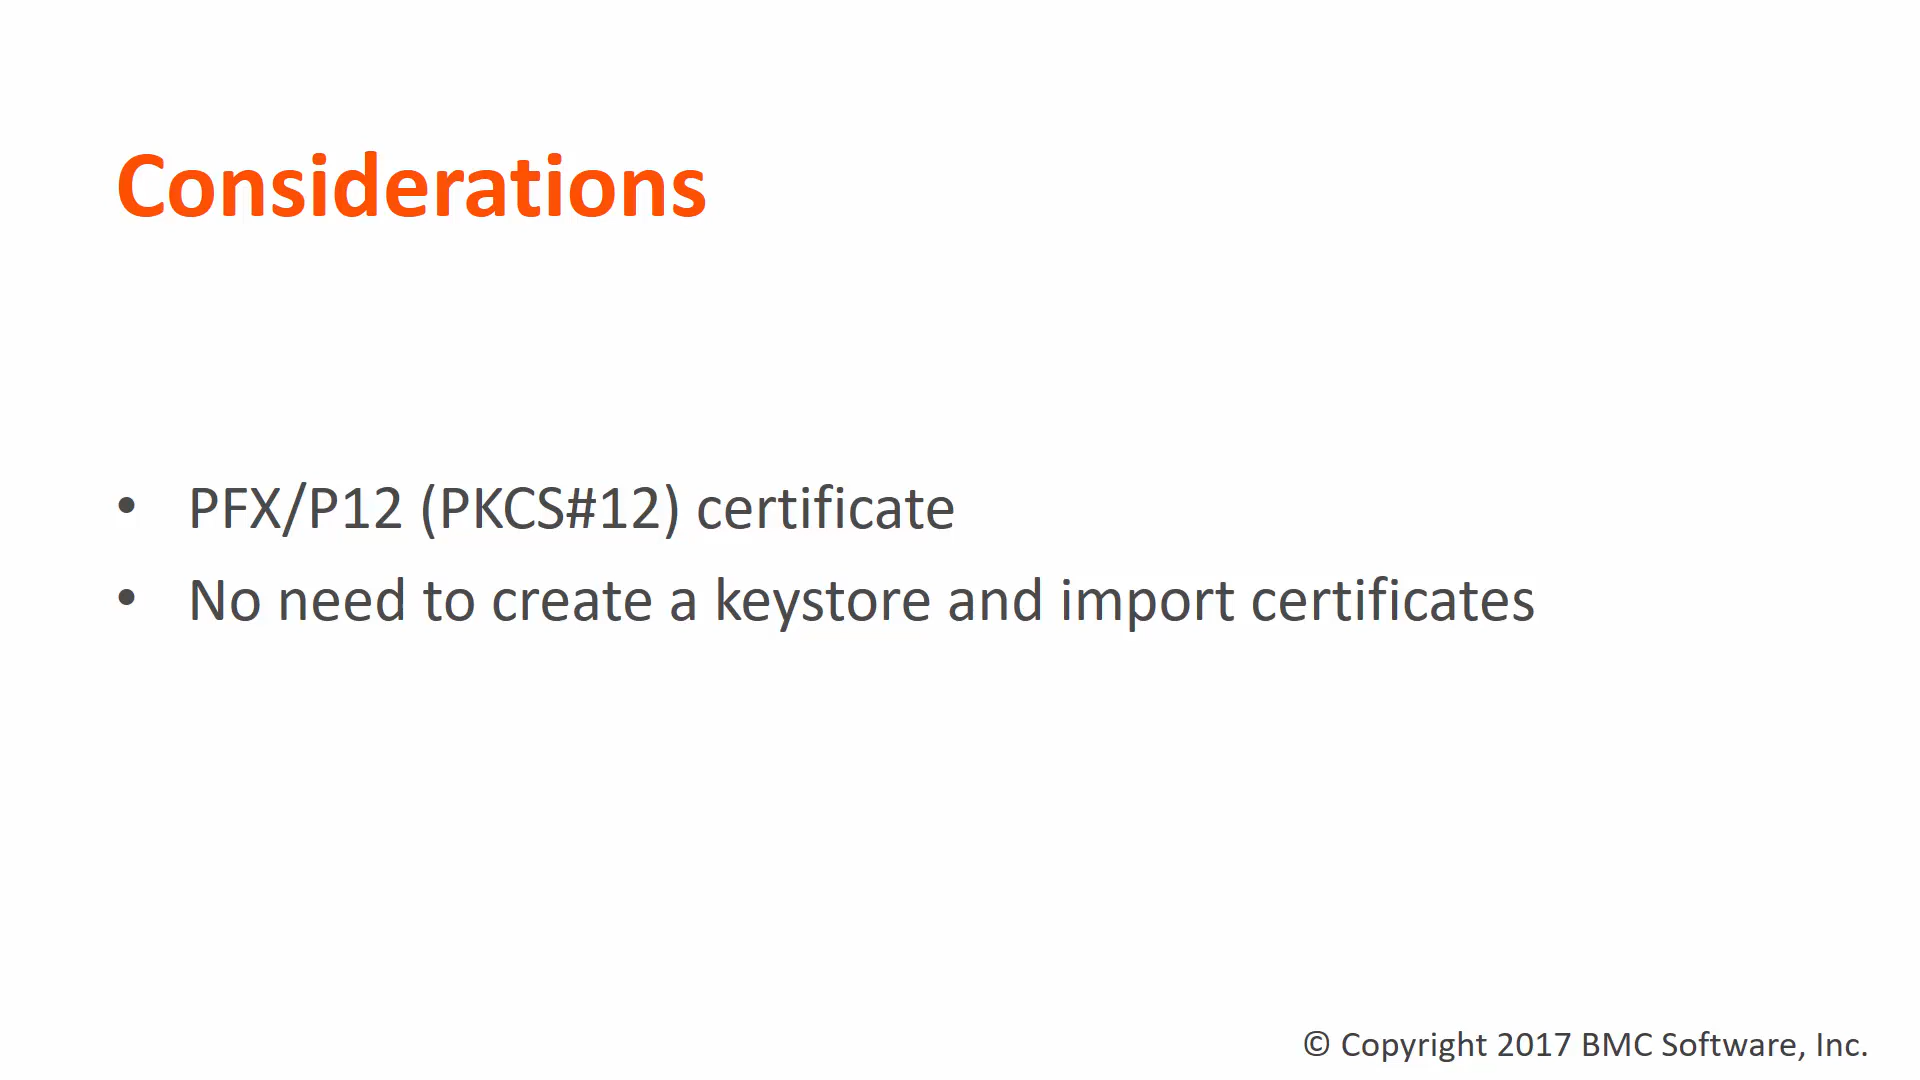 Considerations
• PFX/P12 (PKCS#12) certificate
• No need to create a keystore and import certificates
© Copyright 2017 BMC Software, Inc.